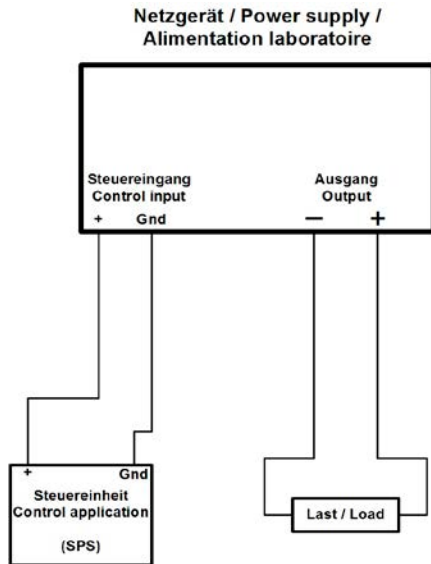 Netzgerät / Power supply /
Alimentation laboratoire
Steuereingang
Control input
+ Gnd
Ausgang
Output
— +
+ Gnd
Steuereinheit
Control application
(SPS)
Last / Load